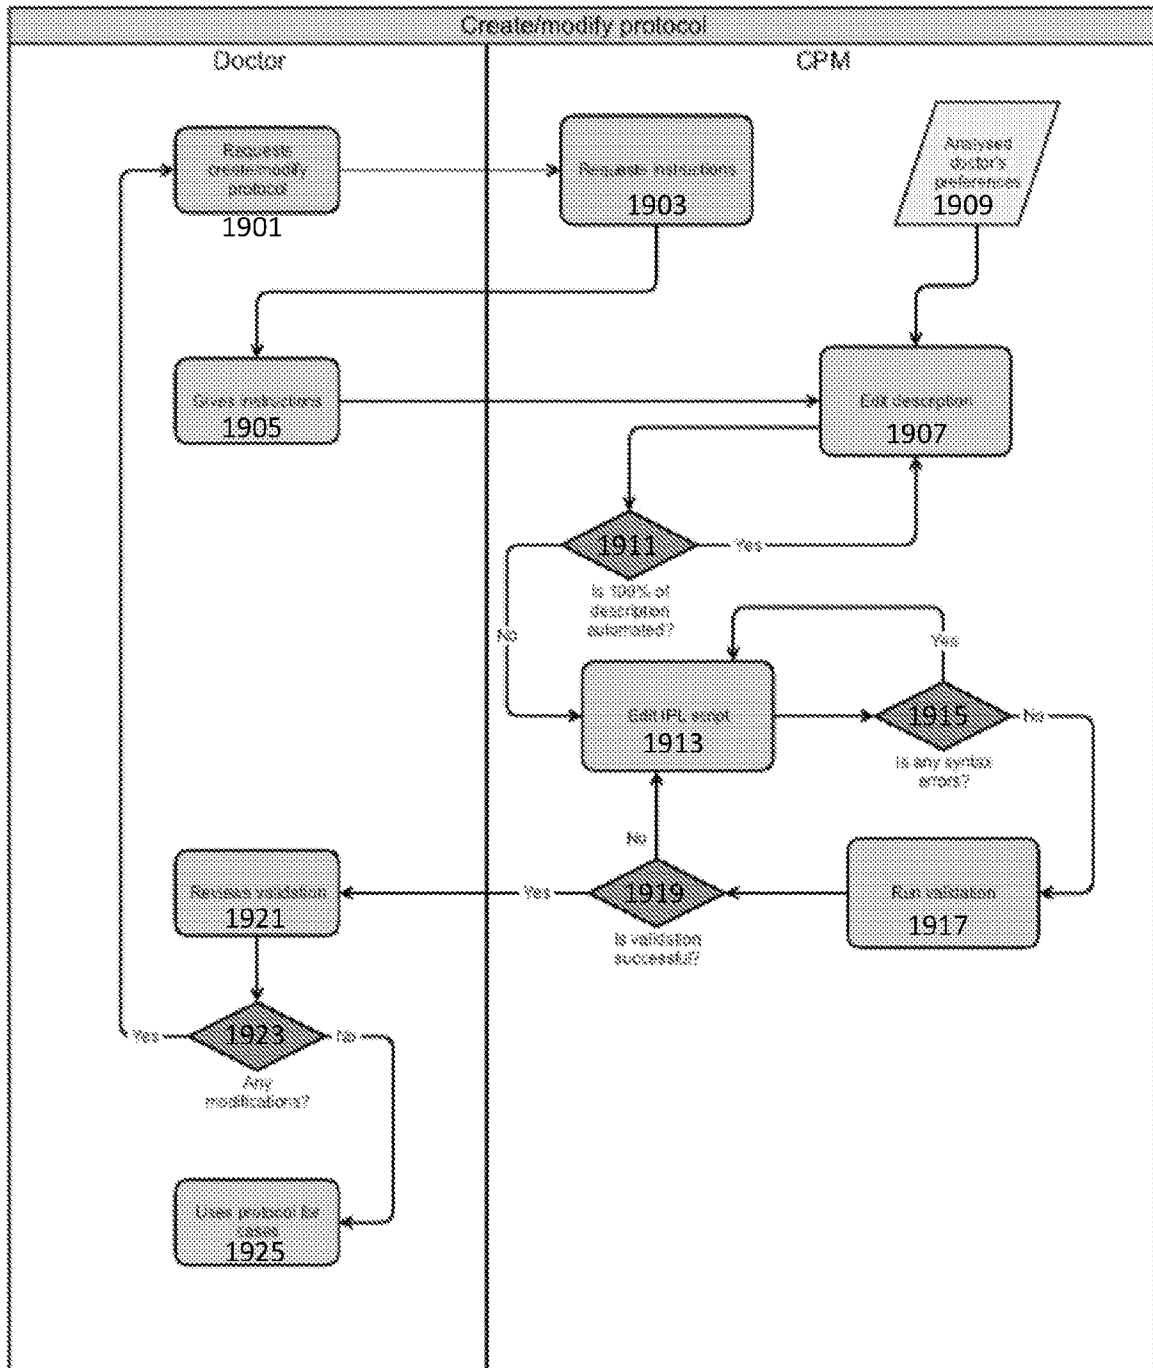 Create/modify protocol
Doctor
CPM
Requests
create/modify
protocol
1901
Requests instructions
1903
Analysed
doctor's
preferences
1909
Gives instructions
1905
Edit description
1907
1911
Yes
Is 100% of
description
automated?
No
Yes
Edit IPL script
1913
1915
No
Is any syntax
errors?
No
Reviews validation
1921
Yes
1919
Run validation
1917
Is validation
successful?
Yes
1923
No
Any
modifications?
Uses protocol for
cases
1925